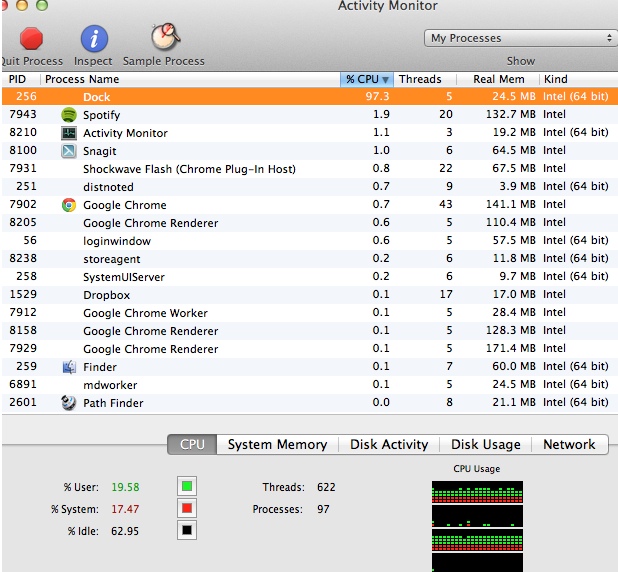 Activity Monitor
Quit Process Inspect Sample Process My Processes
Show
PID Process Name % CPU ▼ Threads Real Mem Kind
256 Dock 97.3 5 24.5 MB Intel (64 bit)
7943 Spotify 1.9 20 132.7 MB Intel
8210 Activity Monitor 1.1 3 19.2 MB Intel (64 bit)
8100 Snagit 1.0 6 64.5 MB Intel
7931 Shockwave Flash (Chrome Plug-In Host) 0.8 22 67.5 MB Intel
251 distnoted 0.7 9 3.9 MB Intel (64 bit)
7902 Google Chrome 0.7 43 141.1 MB Intel
8205 Google Chrome Renderer 0.6 5 110.4 MB Intel
56 loginwindow 0.6 5 57.5 MB Intel (64 bit)
8238 storeagent 0.2 6 11.8 MB Intel (64 bit)
258 SystemUIServer 0.2 6 9.7 MB Intel (64 bit)
1529 Dropbox 0.1 17 17.0 MB Intel
7912 Google Chrome Worker 0.1 5 28.4 MB Intel
8158 Google Chrome Renderer 0.1 5 128.3 MB Intel
7929 Google Chrome Renderer 0.1 5 171.4 MB Intel
259 Finder 0.1 7 60.0 MB Intel (64 bit)
6891 mdworker 0.1 5 24.5 MB Intel (64 bit)
2601 Path Finder 0.0 8 21.1 MB Intel (64 bit)
CPU System Memory Disk Activity Disk Usage Network
CPU Usage
% User: 19.58 Threads: 622
% System: 17.47 Processes: 97
% Idle: 62.95